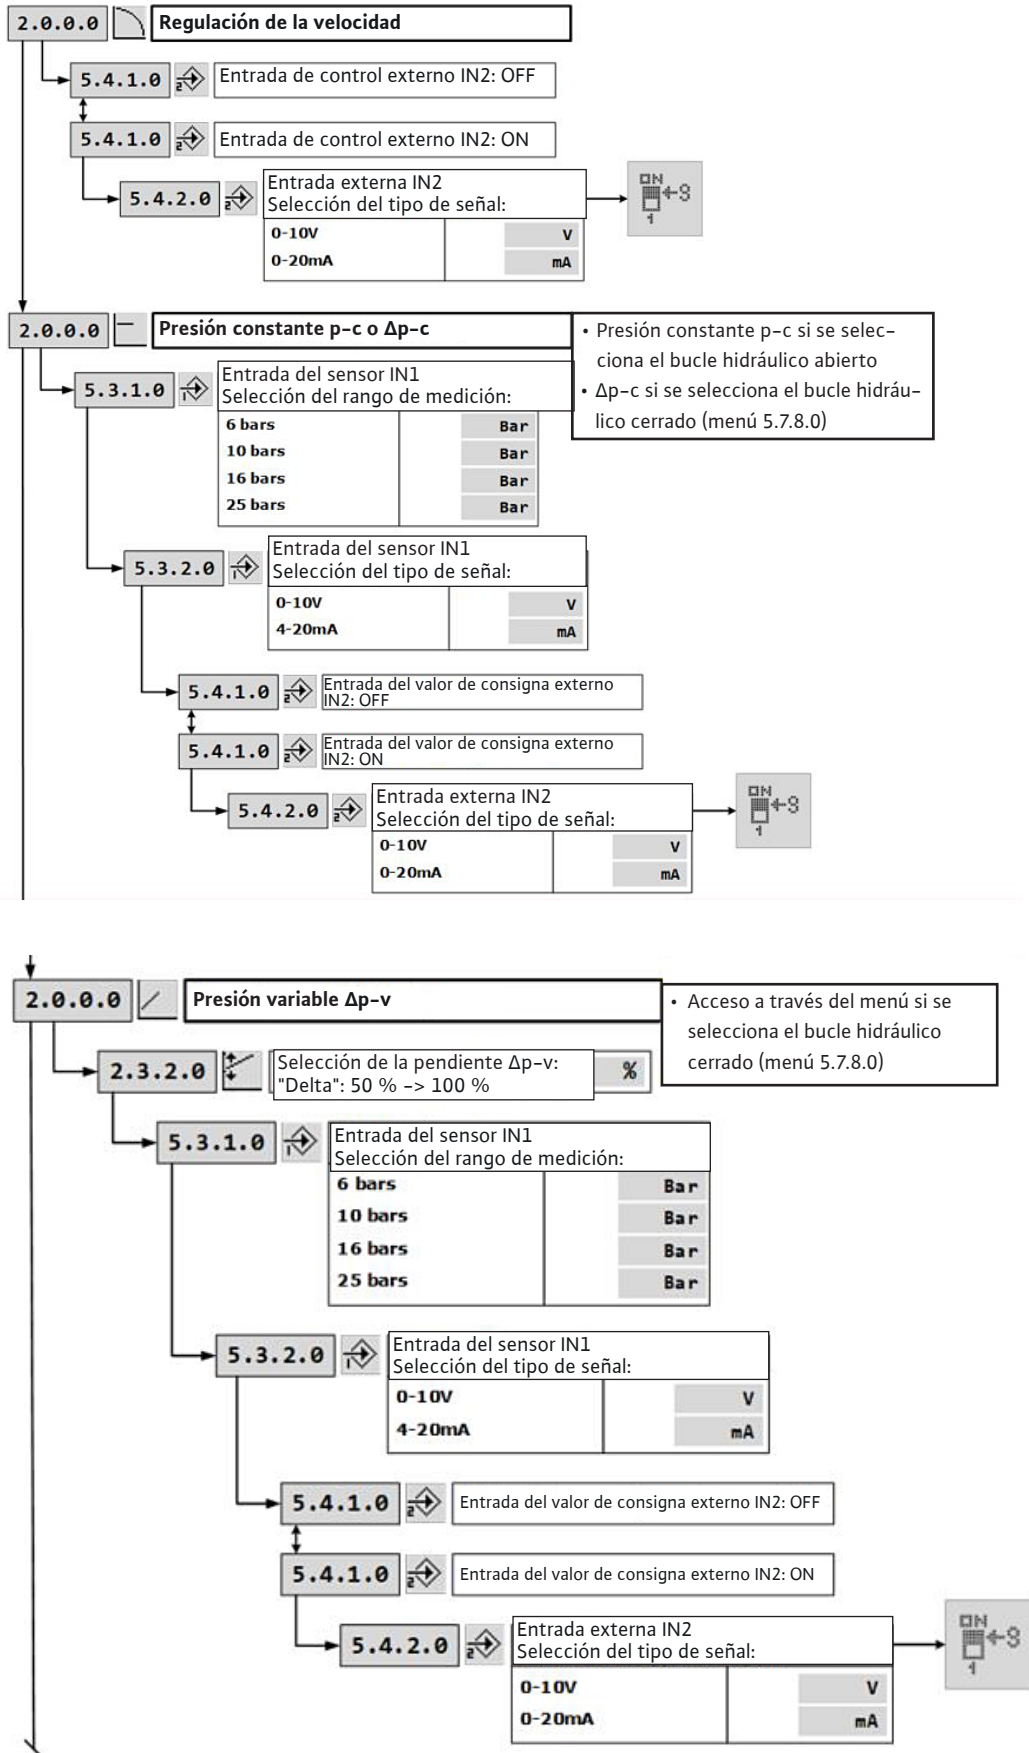 2.0.0.0 Regulación de la velocidad
5.4.1.0 2 Entrada de control externo IN2: OFF
5.4.1.0 2 Entrada de control externo IN2: ON
5.4.2.0 2 Entrada externa IN2
Selección del tipo de señal:
0-10V V
0-20mA mA
ON
1
2.0.0.0 Presión constante p-c o Δp-c
• Presión constante p-c si se selec-
ciona el bucle hidráulico abierto
• Δp-c si se selecciona el bucle hidráu-
lico cerrado (menú 5.7.8.0)
5.3.1.0 1 Entrada del sensor IN1
Selección del rango de medición:
6 bars Bar
10 bars Bar
16 bars Bar
25 bars Bar
5.3.2.0 1 Entrada del sensor IN1
Selección del tipo de señal:
0-10V V
4-20mA mA
5.4.1.0 2 Entrada del valor de consigna externo
IN2: OFF
5.4.1.0 2 Entrada del valor de consigna externo
IN2: ON
5.4.2.0 2 Entrada externa IN2
Selección del tipo de señal:
0-10V V
0-20mA mA
ON
1
2.0.0.0 Presión variable Δp-v
• Acceso a través del menú si se
selecciona el bucle hidráulico
cerrado (menú 5.7.8.0)
2.3.2.0 Selección de la pendiente Δp-v: %
"Delta": 50 % -> 100 %
5.3.1.0 1 Entrada del sensor IN1
Selección del rango de medición:
6 bars Bar
10 bars Bar
16 bars Bar
25 bars Bar
5.3.2.0 1 Entrada del sensor IN1
Selección del tipo de señal:
0-10V V
4-20mA mA
5.4.1.0 2 Entrada del valor de consigna externo IN2: OFF
5.4.1.0 2 Entrada del valor de consigna externo IN2: ON
5.4.2.0 2 Entrada externa IN2
Selección del tipo de señal:
0-10V V
0-20mA mA
ON
1